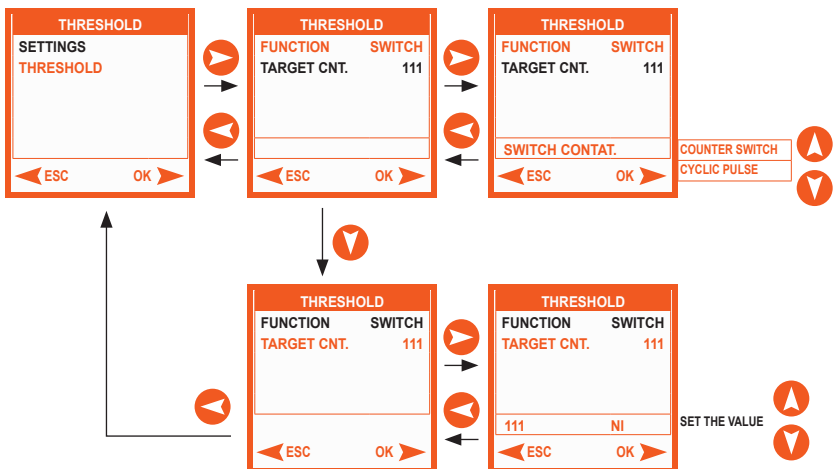 THRESHOLD
SETTINGS
THRESHOLD
ESC OK
THRESHOLD
FUNCTION SWITCH
TARGET CNT. 111
ESC OK
THRESHOLD
FUNCTION SWITCH
TARGET CNT. 111
SWITCH CONTAT.
ESC OK
COUNTER SWITCH
CYCLIC PULSE
THRESHOLD
FUNCTION SWITCH
TARGET CNT. 111
ESC OK
THRESHOLD
FUNCTION SWITCH
TARGET CNT. 111
111 NI
ESC OK
SET THE VALUE